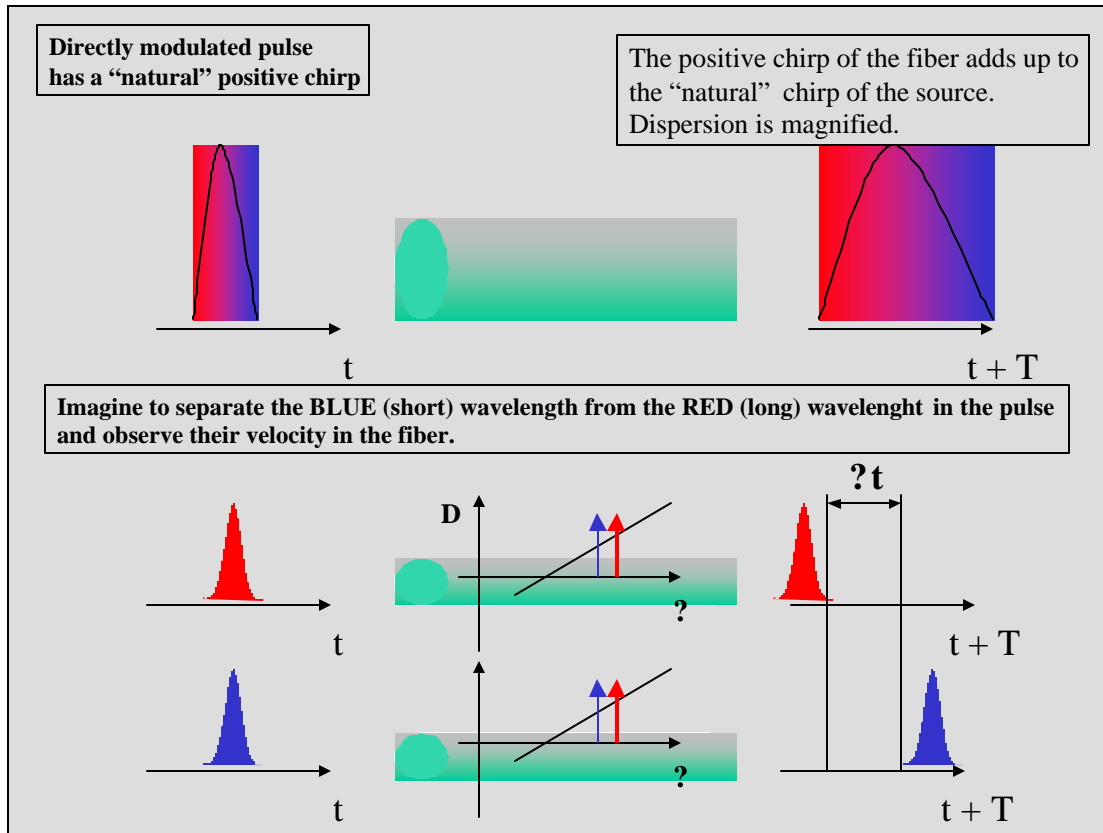 Directly modulated pulse
has a “natural” positive chirp
The positive chirp of the fiber adds up to
the “natural” chirp of the source.
Dispersion is magnified.
t
t + T
Imagine to separate the BLUE (short) wavelength from the RED (long) wavelenght in the pulse
and observe their velocity in the fiber.
D
? t
?
t
t + T
?
t
t + T